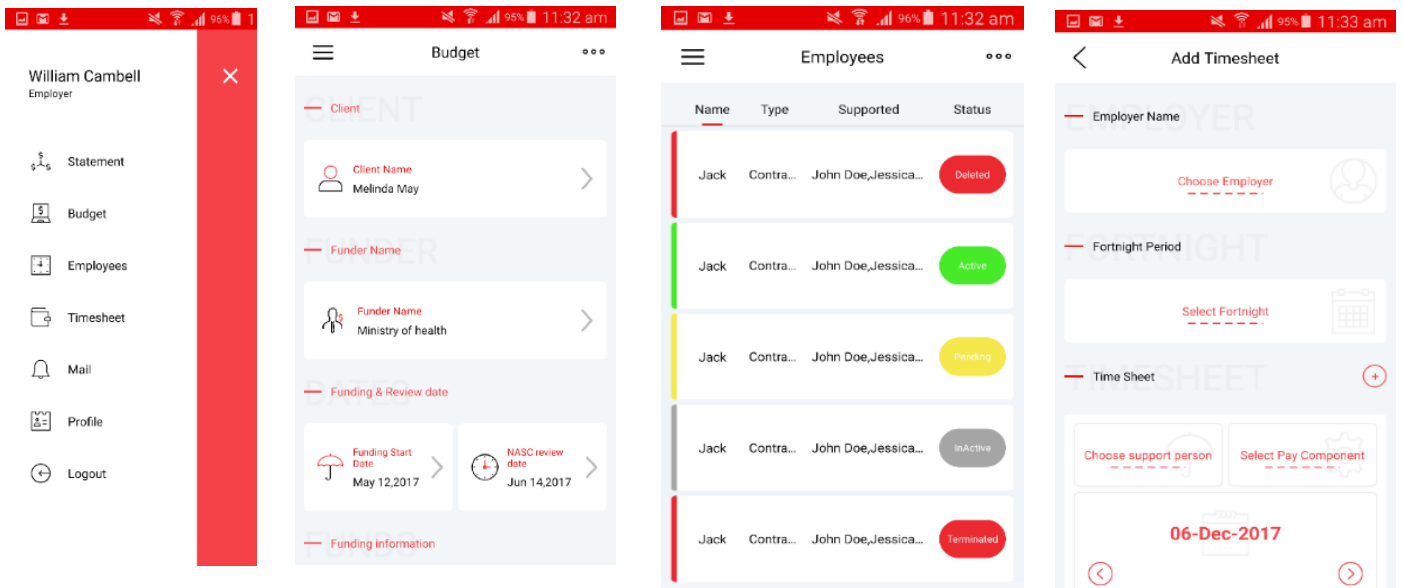 96% 1
William Cambell
Employer
Statement
Budget
Employees
Timesheet
Mail
Profile
Logout
95% 11:32 am
Budget
CLIENT
Client
Client Name
Melinda May
FUNDER
Funder Name
Funder Name
Ministry of health
DATES
Funding & Review date
Funding Start
Date
May 12,2017
NASC review
date
Jun 14,2017
FUNDS
Funding information
96% 11:32 am
Employees
Name Type Supported Status
Jack Contra... John Doe,Jessica... Deleted
Jack Contra... John Doe,Jessica... Active
Jack Contra... John Doe,Jessica... Pending
Jack Contra... John Doe,Jessica... InActive
Jack Contra... John Doe,Jessica... Terminated
95% 11:33 am
Add Timesheet
EMPLOYER
Employer Name
Choose Employer
FORTNIGHT
Fortnight Period
Select Fortnight
TIMESHEET
Time Sheet
Choose support person
Select Pay Component
06-Dec-2017